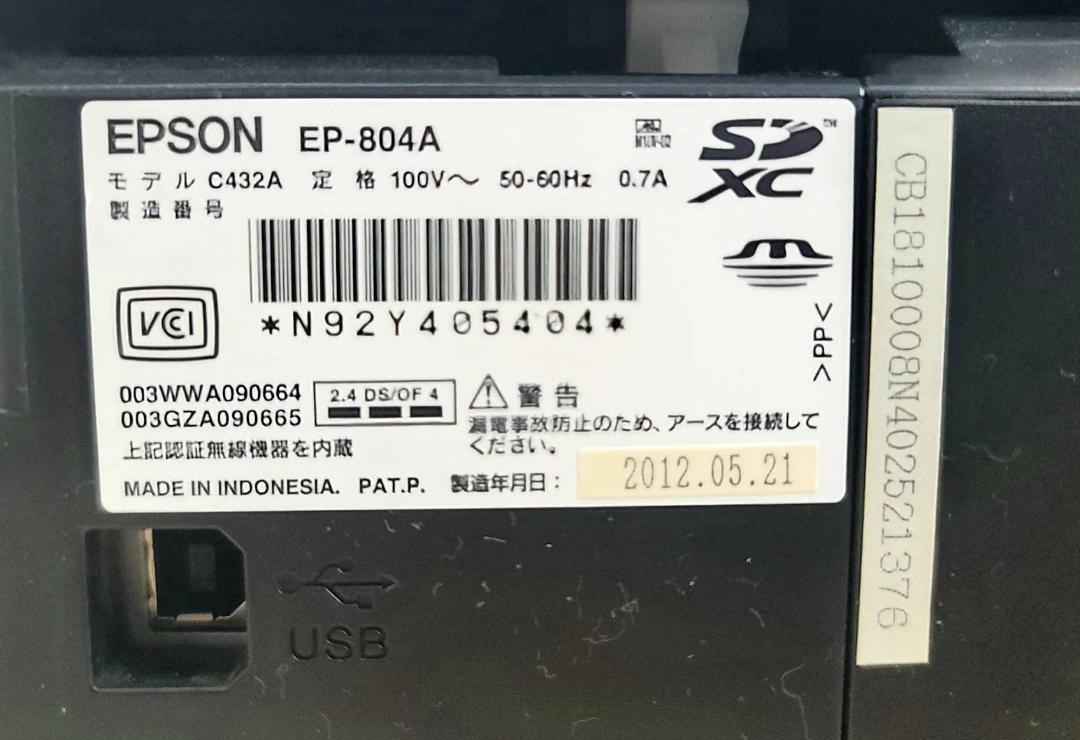 EPSON EP-804A
SD XC TM
モデル C432A 定格 100V～ 50-60Hz 0.7A
製造番号
*N92Y405404*
VCI
003WWA090664
003GZA090665
2.4 DS/OF 4
上記認証無線機器を内蔵
警告
漏電事故防止のため、アースを接続して
ください。
>PP<
MADE IN INDONESIA. PAT.P. 製造年月日：
2012.05.21
CB1810008N402521376
USB